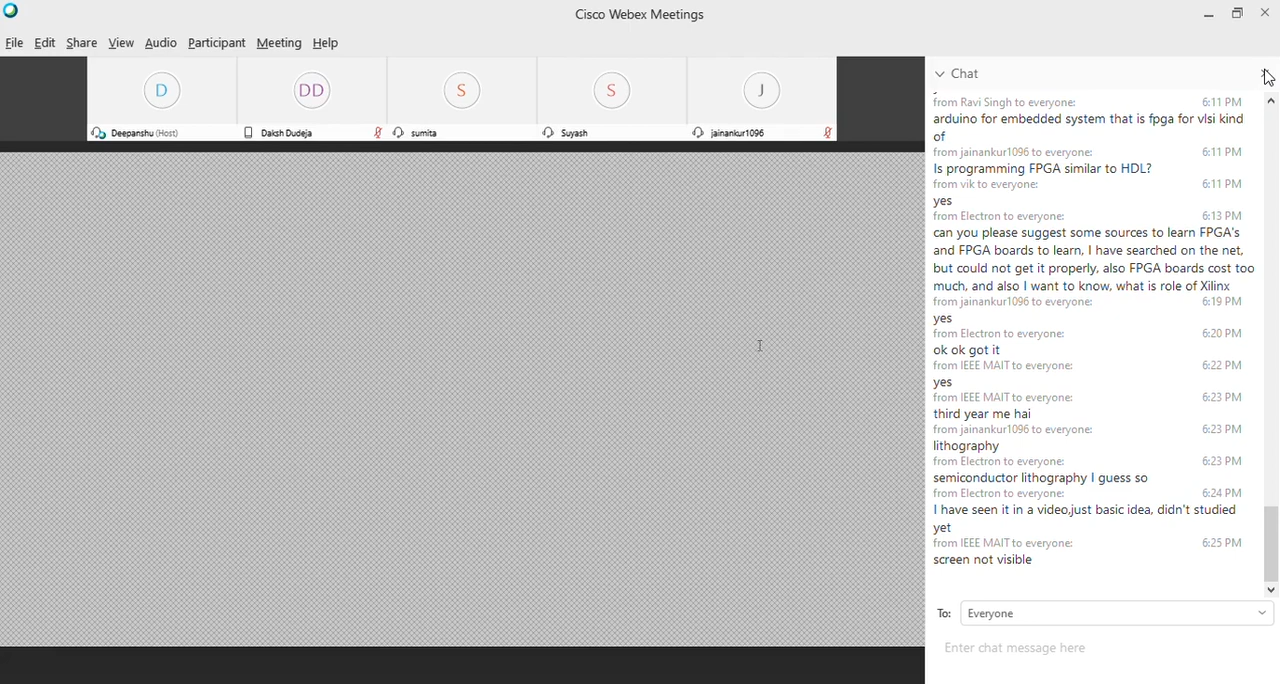 Cisco Webex Meetings
File Edit Share View Audio Participant Meeting Help
D DD S S J
Deepanshu (Host) Daksh Dudeja sumita Suyash jainankur1096
Chat
from Ravi Singh to everyone: 6:11 PM
arduino for embedded system that is fpga for vlsi kind
of
from jainankur1096 to everyone: 6:11 PM
Is programming FPGA similar to HDL?
from vik to everyone: 6:11 PM
yes
from Electron to everyone: 6:13 PM
can you please suggest some sources to learn FPGA's
and FPGA boards to learn, I have searched on the net,
but could not get it properly, also FPGA boards cost too
much, and also I want to know, what is role of Xilinx
from jainankur1096 to everyone: 6:19 PM
yes
from Electron to everyone: 6:20 PM
ok ok got it
from IEEE MAIT to everyone: 6:22 PM
yes
from IEEE MAIT to everyone: 6:23 PM
third year me hai
from jainankur1096 to everyone: 6:23 PM
lithography
from Electron to everyone: 6:23 PM
semiconductor lithography I guess so
from Electron to everyone: 6:24 PM
I have seen it in a video,just basic idea, didn't studied
yet
from IEEE MAIT to everyone: 6:25 PM
screen not visible
To: Everyone
Enter chat message here